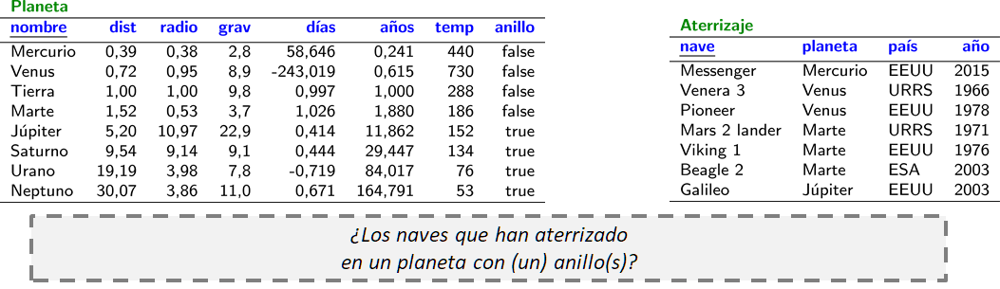 Planeta
nombre dist radio grav días años temp anillo
Mercurio 0,39 0,38 2,8 58,646 0,241 440 false
Venus 0,72 0,95 8,9 -243,019 0,615 730 false
Tierra 1,00 1,00 9,8 0,997 1,000 288 false
Marte 1,52 0,53 3,7 1,026 1,880 186 false
Júpiter 5,20 10,97 22,9 0,414 11,862 152 true
Saturno 9,54 9,14 9,1 0,444 29,447 134 true
Urano 19,19 3,98 7,8 -0,719 84,017 76 true
Neptuno 30,07 3,86 11,0 0,671 164,791 53 true
Aterrizaje
nave planeta país año
Messenger Mercurio EEUU 2015
Venera 3 Venus URRS 1966
Pioneer Venus EEUU 1978
Mars 2 lander Marte URRS 1971
Viking 1 Marte EEUU 1976
Beagle 2 Marte ESA 2003
Galileo Júpiter EEUU 2003
¿Los naves que han aterrizado
en un planeta con (un) anillo(s)?